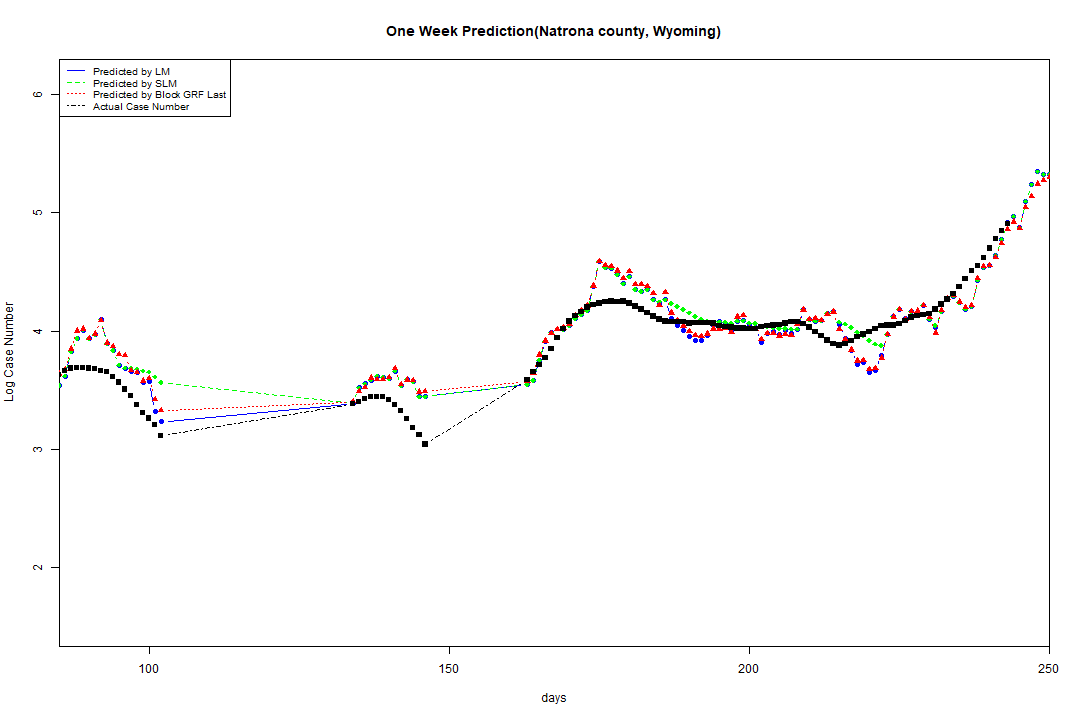 One Week Prediction(Natrona county, Wyoming)
Predicted by LM
Predicted by SLM
Predicted by Block GRF Last
Actual Case Number
6
5
4
3
2
Log Case Number
100 150 200 250
days